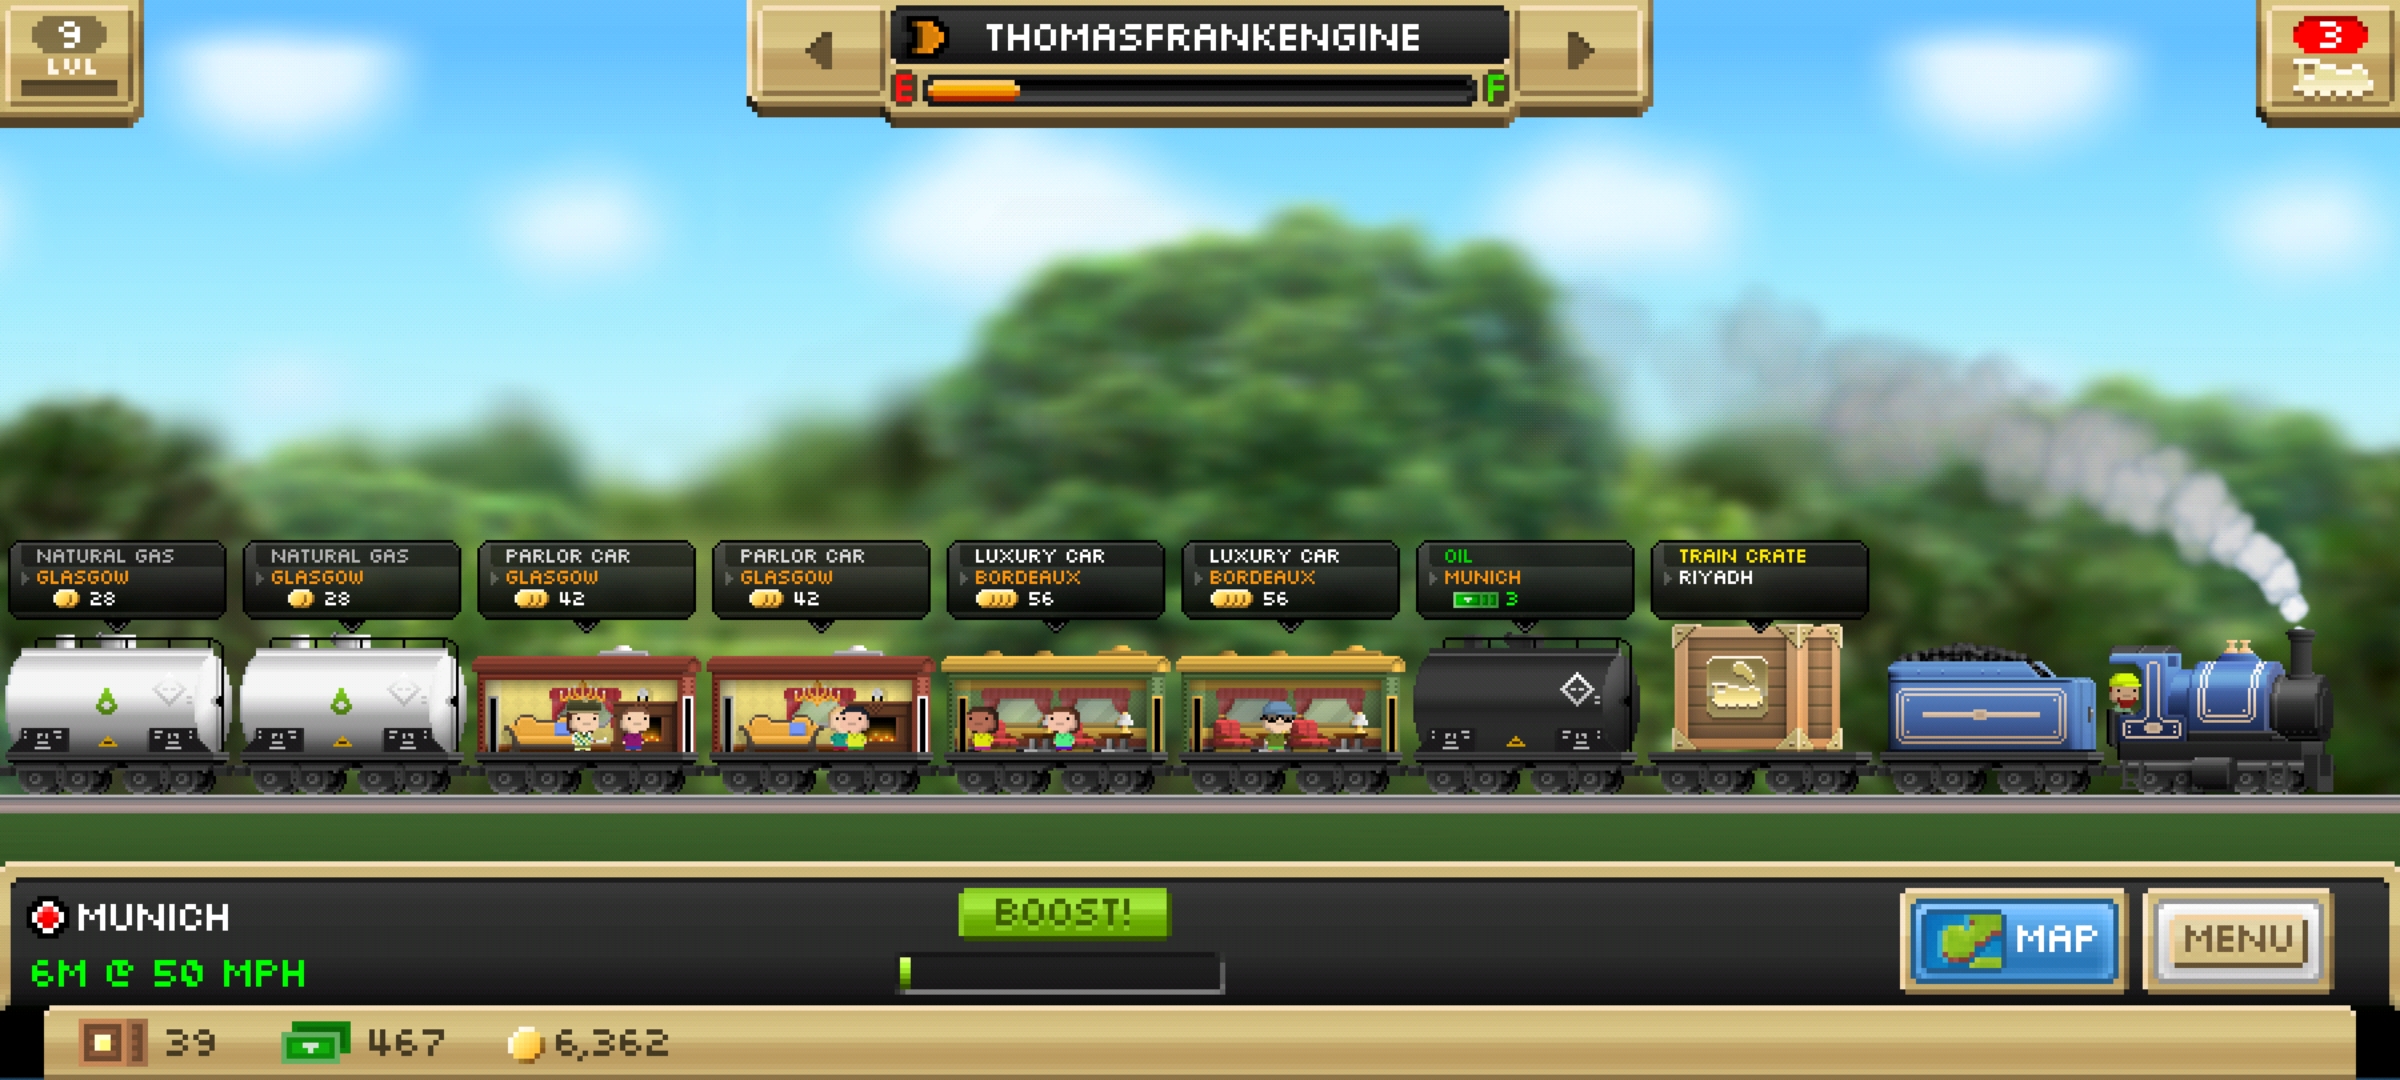 9
LVL
THOMASFRANKENGINE
E F
3
NATURAL GAS
GLASGOW
28
NATURAL GAS
GLASGOW
28
PARLOR CAR
GLASGOW
42
PARLOR CAR
GLASGOW
42
LUXURY CAR
BORDEAUX
56
LUXURY CAR
BORDEAUX
56
OIL
MUNICH
3
TRAIN CRATE
RIYADH
MUNICH
6M @ 50 MPH
BOOST!
MAP
MENU
39
467
6,362